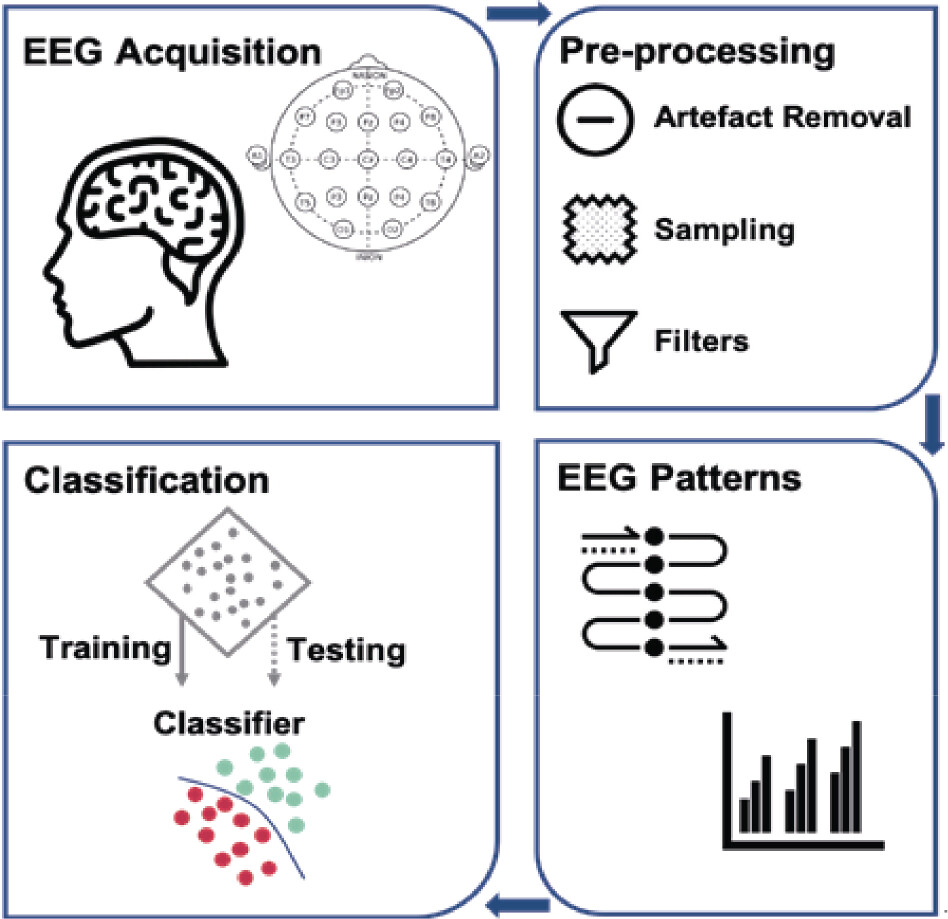 EEG Acquisition
NASION
Fp1 Fp2
F7 F3 Fz F4 F8
A1 T3 C3 Cz C4 T4 A2
T5 P3 Pz P4 T6
O1 O2
INION
Pre-processing
Artefact Removal
Sampling
Filters
Classification
Training
Testing
Classifier
EEG Patterns